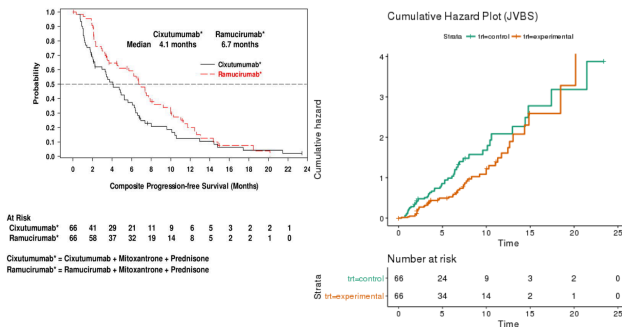 Cixutumumab* Ramucirumab*
Median 4.1 months 6.7 months
Cixutumumab*
Ramucirumab*
Probability
1.0
0.9
0.8
0.7
0.6
0.5
0.4
0.3
0.2
0.1
0.0
0 2 4 6 8 10 12 14 16 18 20 22 24
Composite Progression-free Survival (Months)
At Risk
Cixutumumab* 66 41 29 21 11 9 6 5 3 2 2 1
Ramucirumab* 66 58 37 32 19 14 8 5 2 2 1 0
Cixutumumab* = Cixutumumab + Mitoxantrone + Prednisone
Ramucirumab* = Ramucirumab + Mitoxantrone + Prednisone
Cumulative Hazard Plot (JVBS)
Strata trt=control trt=experimental
Cumulative hazard
4
3
2
1
0
0 5 10 15 20 25
Time
Number at risk
Strata
trt=control 66 24 9 3 2 0
trt=experimental 66 34 14 2 1 0
0 5 10 15 20 25
Time